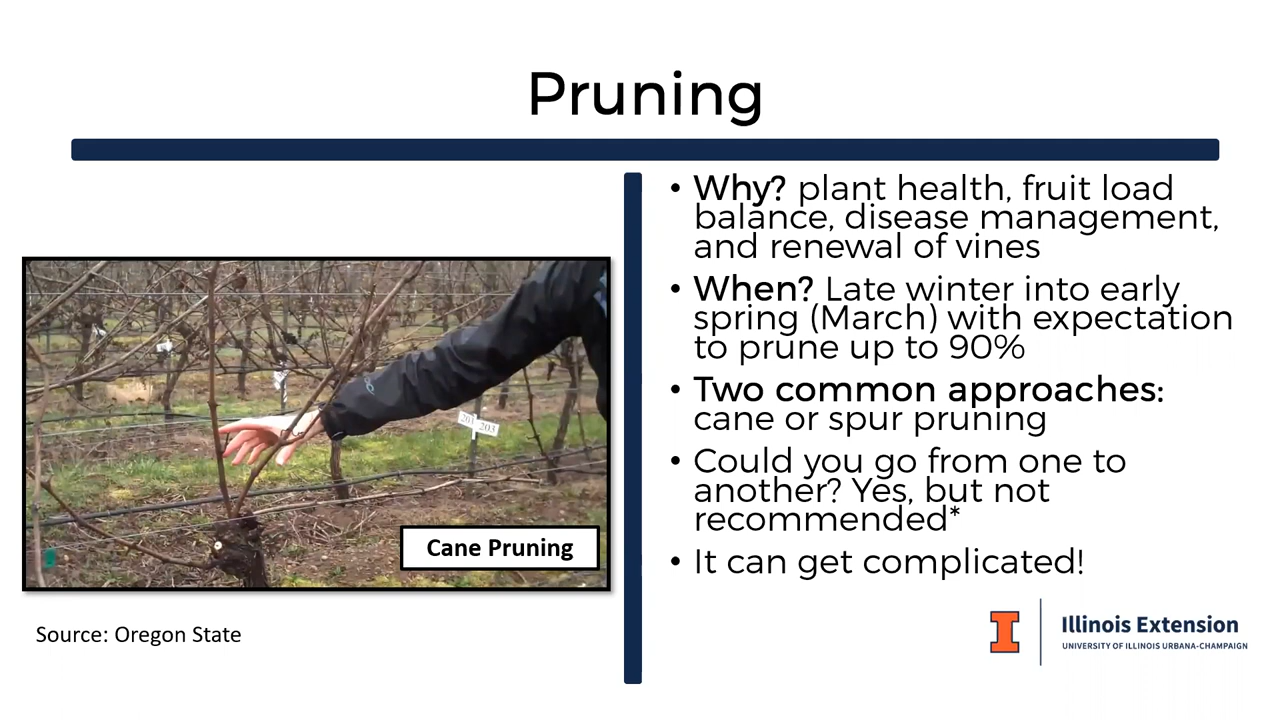 Pruning
• Why? plant health, fruit load
balance, disease management,
and renewal of vines
• When? Late winter into early
spring (March) with expectation
to prune up to 90%
• Two common approaches:
cane or spur pruning
• Could you go from one to
another? Yes, but not
recommended*
• It can get complicated!
203
Cane Pruning
Source: Oregon State
Illinois Extension
UNIVERSITY OF ILLINOIS URBANA-CHAMPAIGN